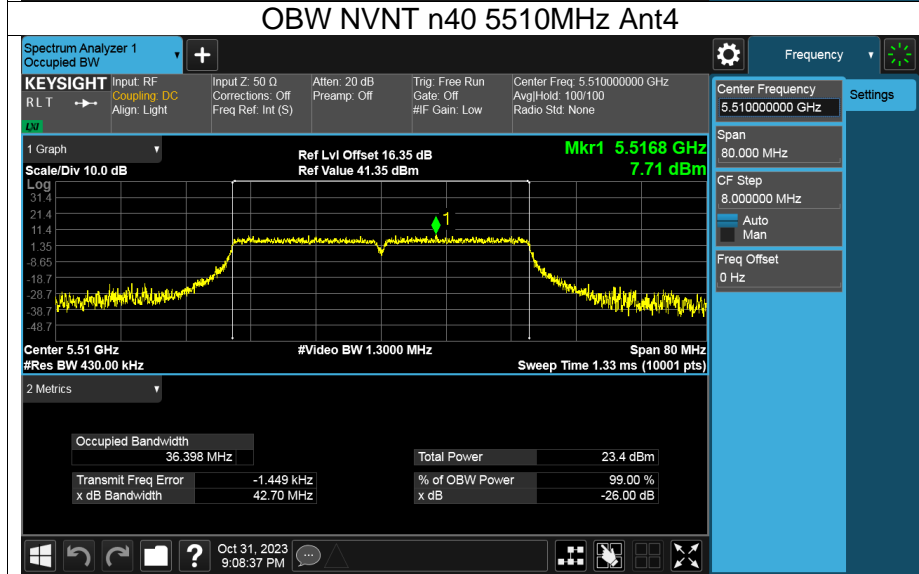 OBW NVNT n40 5510MHz Ant4
Spectrum Analyzer 1
Occupied BW
+
Frequency
KEYSIGHT
RLT
LXI
Input: RF
Coupling: DC
Align: Light
Input Z: 50 Ω
Corrections: Off
Freq Ref: Int (S)
Atten: 20 dB
Preamp: Off
Trig: Free Run
Gate: Off
#IF Gain: Low
Center Freq: 5.510000000 GHz
Avg|Hold: 100/100
Radio Std: None
Center Frequency
5.510000000 GHz
Settings
Span
80.000 MHz
CF Step
8.000000 MHz
Auto
Man
Freq Offset
0 Hz
1 Graph
Scale/Div 10.0 dB
Ref Lvl Offset 16.35 dB
Ref Value 41.35 dBm
Mkr1 5.5168 GHz
7.71 dBm
Log
31.4
21.4
11.4
1.35
-8.65
-18.7
-28.7
-38.7
-48.7
1
Center 5.51 GHz
#Video BW 1.3000 MHz
Span 80 MHz
#Res BW 430.00 kHz
Sweep Time 1.33 ms (10001 pts)
2 Metrics
Occupied Bandwidth
36.398 MHz
Total Power 23.4 dBm
Transmit Freq Error -1.449 kHz
% of OBW Power 99.00 %
x dB Bandwidth 42.70 MHz
x dB -26.00 dB
?
Oct 31, 2023
9:08:37 PM